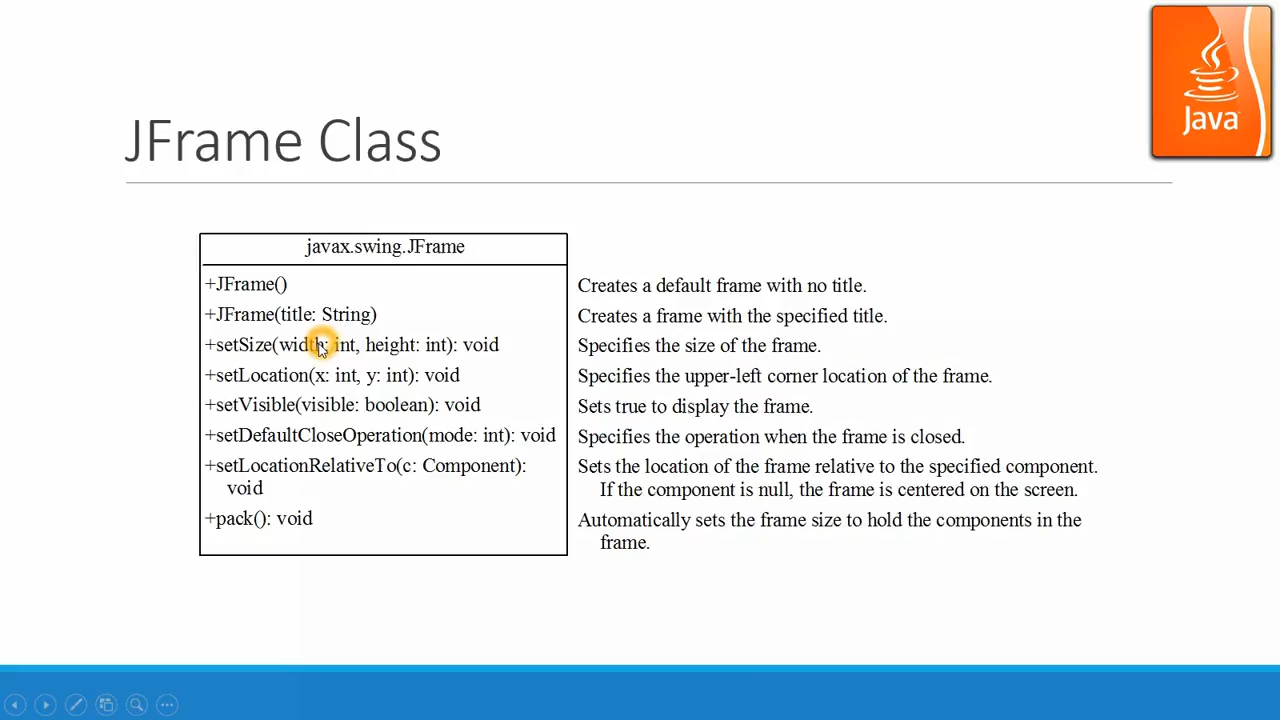 Java
JFrame Class
javax.swing.JFrame
+JFrame()
Creates a default frame with no title.
+JFrame(title: String)
Creates a frame with the specified title.
+setSize(width: int, height: int): void
Specifies the size of the frame.
+setLocation(x: int, y: int): void
Specifies the upper-left corner location of the frame.
+setVisible(visible: boolean): void
Sets true to display the frame.
+setDefaultCloseOperation(mode: int): void
Specifies the operation when the frame is closed.
+setLocationRelativeTo(c: Component):
void
Sets the location of the frame relative to the specified component.
If the component is null, the frame is centered on the screen.
+pack(): void
Automatically sets the frame size to hold the components in the
frame.